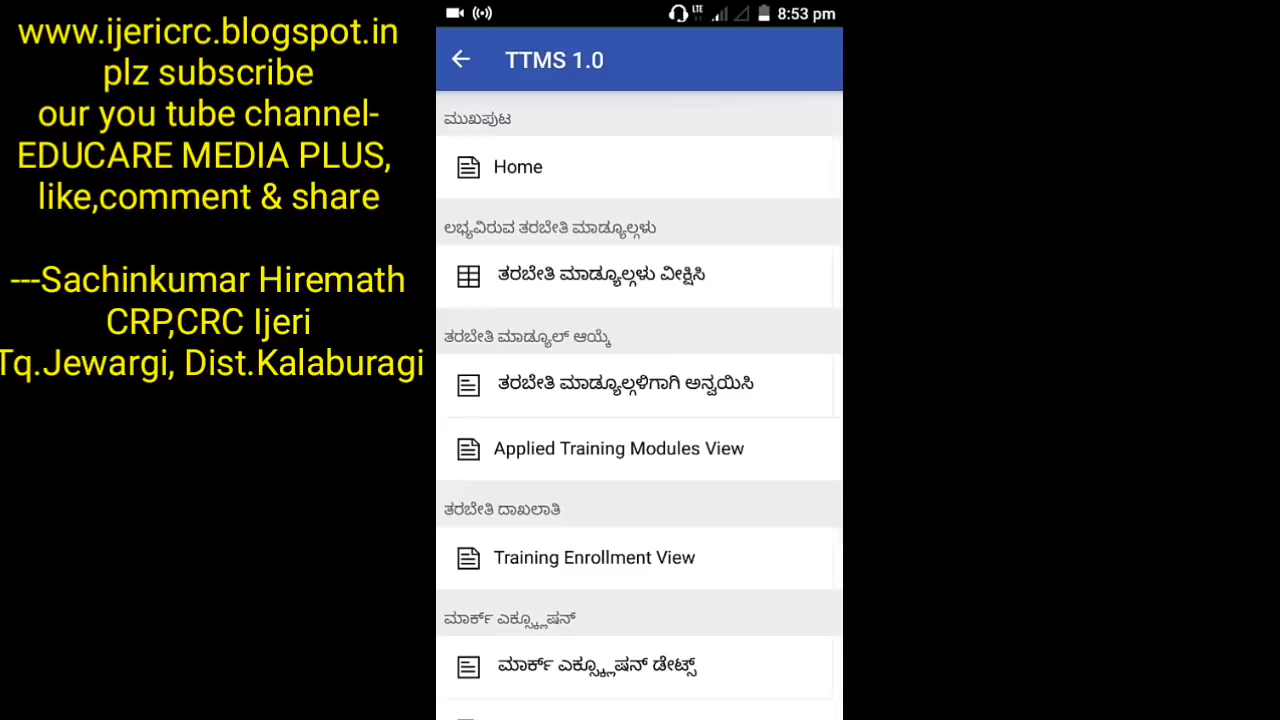 www.ijericrc.blogspot.in
plz subscribe
our you tube channel-
EDUCARE MEDIA PLUS,
like,comment & share
---Sachinkumar Hiremath
CRP,CRC Ijeri
Tq.Jewargi, Dist.Kalaburagi
LTE 8:53 pm
TTMS 1.0
ಮುಖಪುಟ
Home
ಲಭ್ಯವಿರುವ ತರಬೇತಿ ಮಾಡ್ಯೂಲ್ಗಳು
ತರಬೇತಿ ಮಾಡ್ಯೂಲ್ಗಳು ವೀಕ್ಷಿಸಿ
ತರಬೇತಿ ಮಾಡ್ಯೂಲ್ ಆಯ್ಕೆ
ತರಬೇತಿ ಮಾಡ್ಯೂಲ್ಗಳಿಗಾಗಿ ಅನ್ವಯಿಸಿ
Applied Training Modules View
ತರಬೇತಿ ದಾಖಲಾತಿ
Training Enrollment View
ಮಾರ್ಕ್ ಎಕ್ಸ್ಕ್ಲೂಷನ್
ಮಾರ್ಕ್ ಎಕ್ಸ್ಕ್ಲೂಷನ್ ಡೇಟ್ಸ್